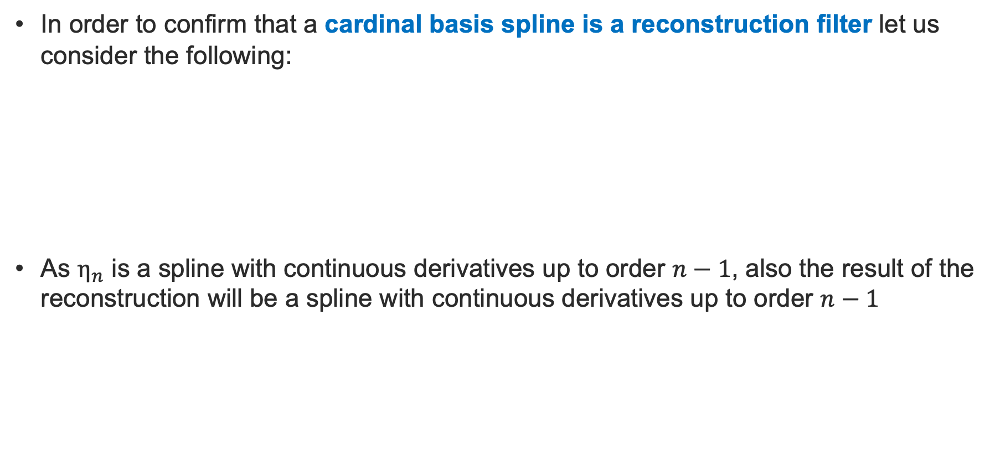 • In order to confirm that a cardinal basis spline is a reconstruction filter let us
consider the following:
• As ηₙ is a spline with continuous derivatives up to order n − 1, also the result of the
reconstruction will be a spline with continuous derivatives up to order n − 1